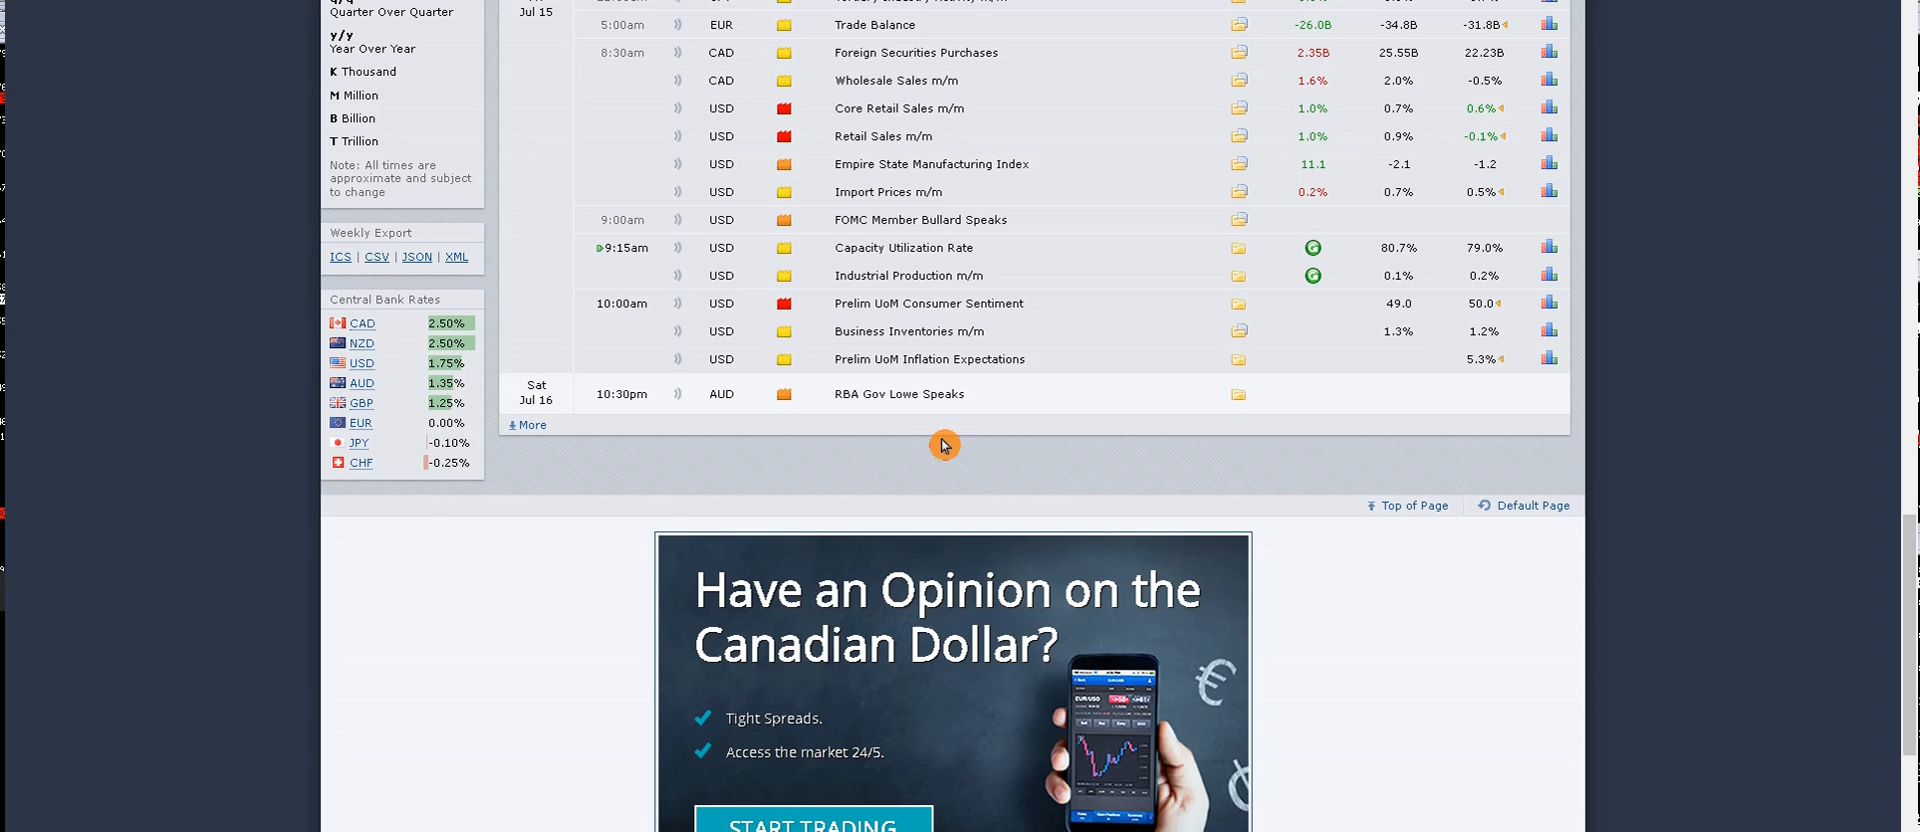 Quarter Over Quarter
y/y
Year Over Year
K Thousand
M Million
B Billion
T Trillion
Note: All times are
approximate and subject
to change
Weekly Export
ICS | CSV | JSON | XML
Central Bank Rates
CAD 2.50%
NZD 2.50%
USD 1.75%
AUD 1.35%
GBP 1.25%
EUR 0.00%
JPY -0.10%
CHF -0.25%
Jul 15
5:00am EUR Trade Balance -26.0B -34.8B -31.8B
8:30am CAD Foreign Securities Purchases 2.35B 25.55B 22.23B
CAD Wholesale Sales m/m 1.6% 2.0% -0.5%
USD Core Retail Sales m/m 1.0% 0.7% 0.6%
USD Retail Sales m/m 1.0% 0.9% -0.1%
USD Empire State Manufacturing Index 11.1 -2.1 -1.2
USD Import Prices m/m 0.2% 0.7% 0.5%
9:00am USD FOMC Member Bullard Speaks
9:15am USD Capacity Utilization Rate G 80.7% 79.0%
USD Industrial Production m/m G 0.1% 0.2%
10:00am USD Prelim UoM Consumer Sentiment 49.0 50.0
USD Business Inventories m/m 1.3% 1.2%
USD Prelim UoM Inflation Expectations 5.3%
Sat
Jul 16
10:30pm AUD RBA Gov Lowe Speaks
More
Top of Page Default Page
Have an Opinion on the
Canadian Dollar?
Tight Spreads.
Access the market 24/5.
START TRADING